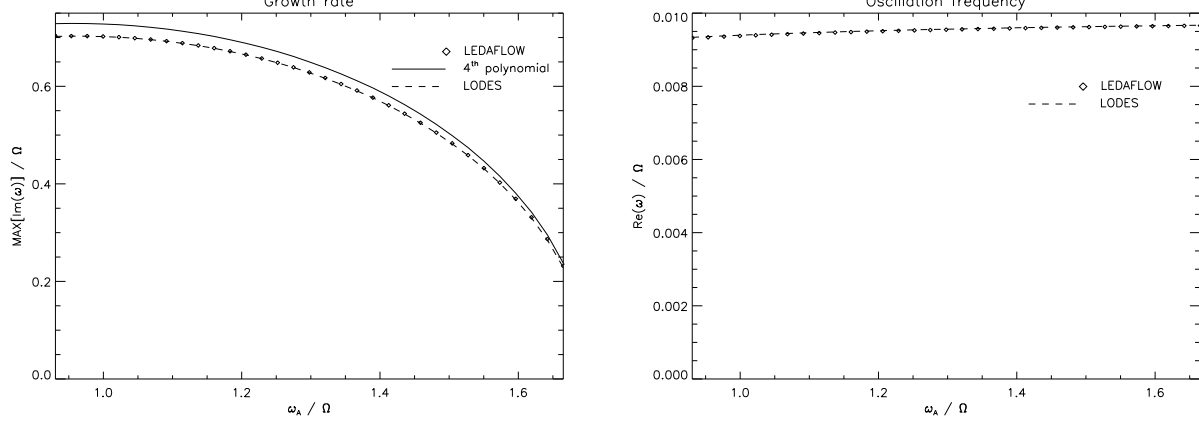 Growth rate
LEDAFLOW
4th polynomial
LODES
0.6
0.4
0.2
0.0
MAX[Im(ω)] / Ω
1.0 1.2 1.4 1.6
ωA / Ω
Oscillation frequency
0.010
LEDAFLOW
LODES
0.008
0.006
0.004
0.002
0.000
Re(ω) / Ω
1.0 1.2 1.4 1.6
ωA / Ω